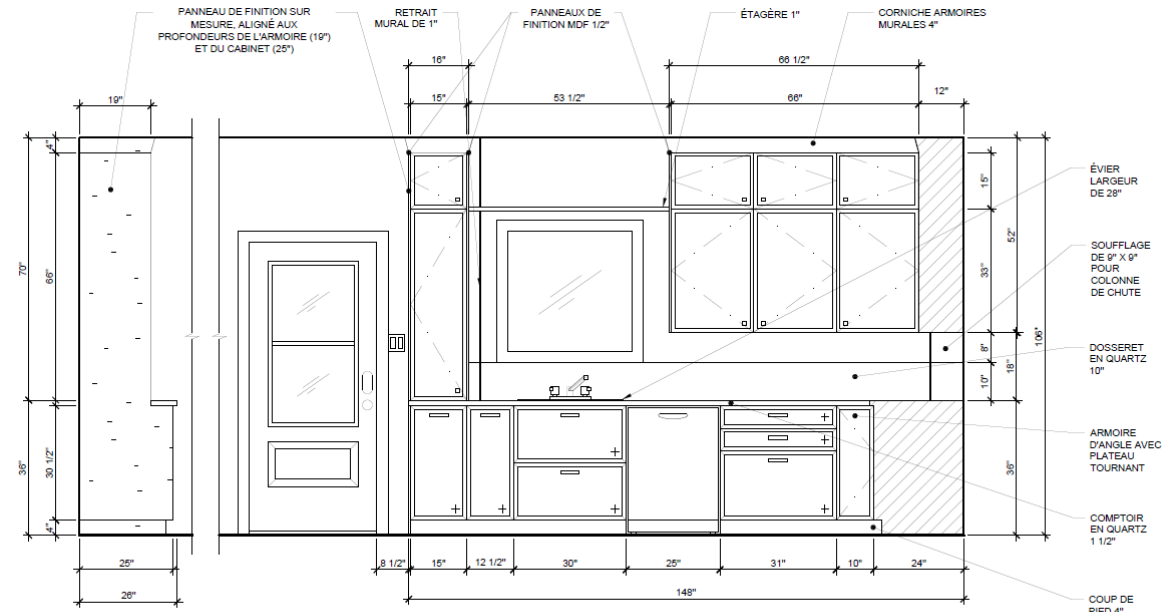 PANNEAU DE FINITION SUR
MESURE, ALIGNÉ AUX
PROFONDEURS DE L'ARMOIRE (19")
ET DU CABINET (25")
RETRAIT
MURAL DE 1"
PANNEAUX DE
FINITION MDF 1/2"
ÉTAGÈRE 1"
CORNICHE ARMOIRES
MURALES 4"
16"
66 1/2"
19"
15"
53 1/2"
66"
12"
4"
70"
66"
15"
52"
33"
106"
8"
18"
10"
ÉVIER
LARGEUR
DE 28"
SOUFFLAGE
DE 9" X 9"
POUR
COLONNE
DE CHUTE
DOSSERET
EN QUARTZ
10"
36"
30 1/2"
4"
36"
ARMOIRE
D'ANGLE AVEC
PLATEAU
TOURNANT
COMPTOIR
EN QUARTZ
1 1/2"
25"
8 1/2"
15"
12 1/2"
30"
25"
31"
10"
24"
26"
148"
COUP DE
PIED 4"